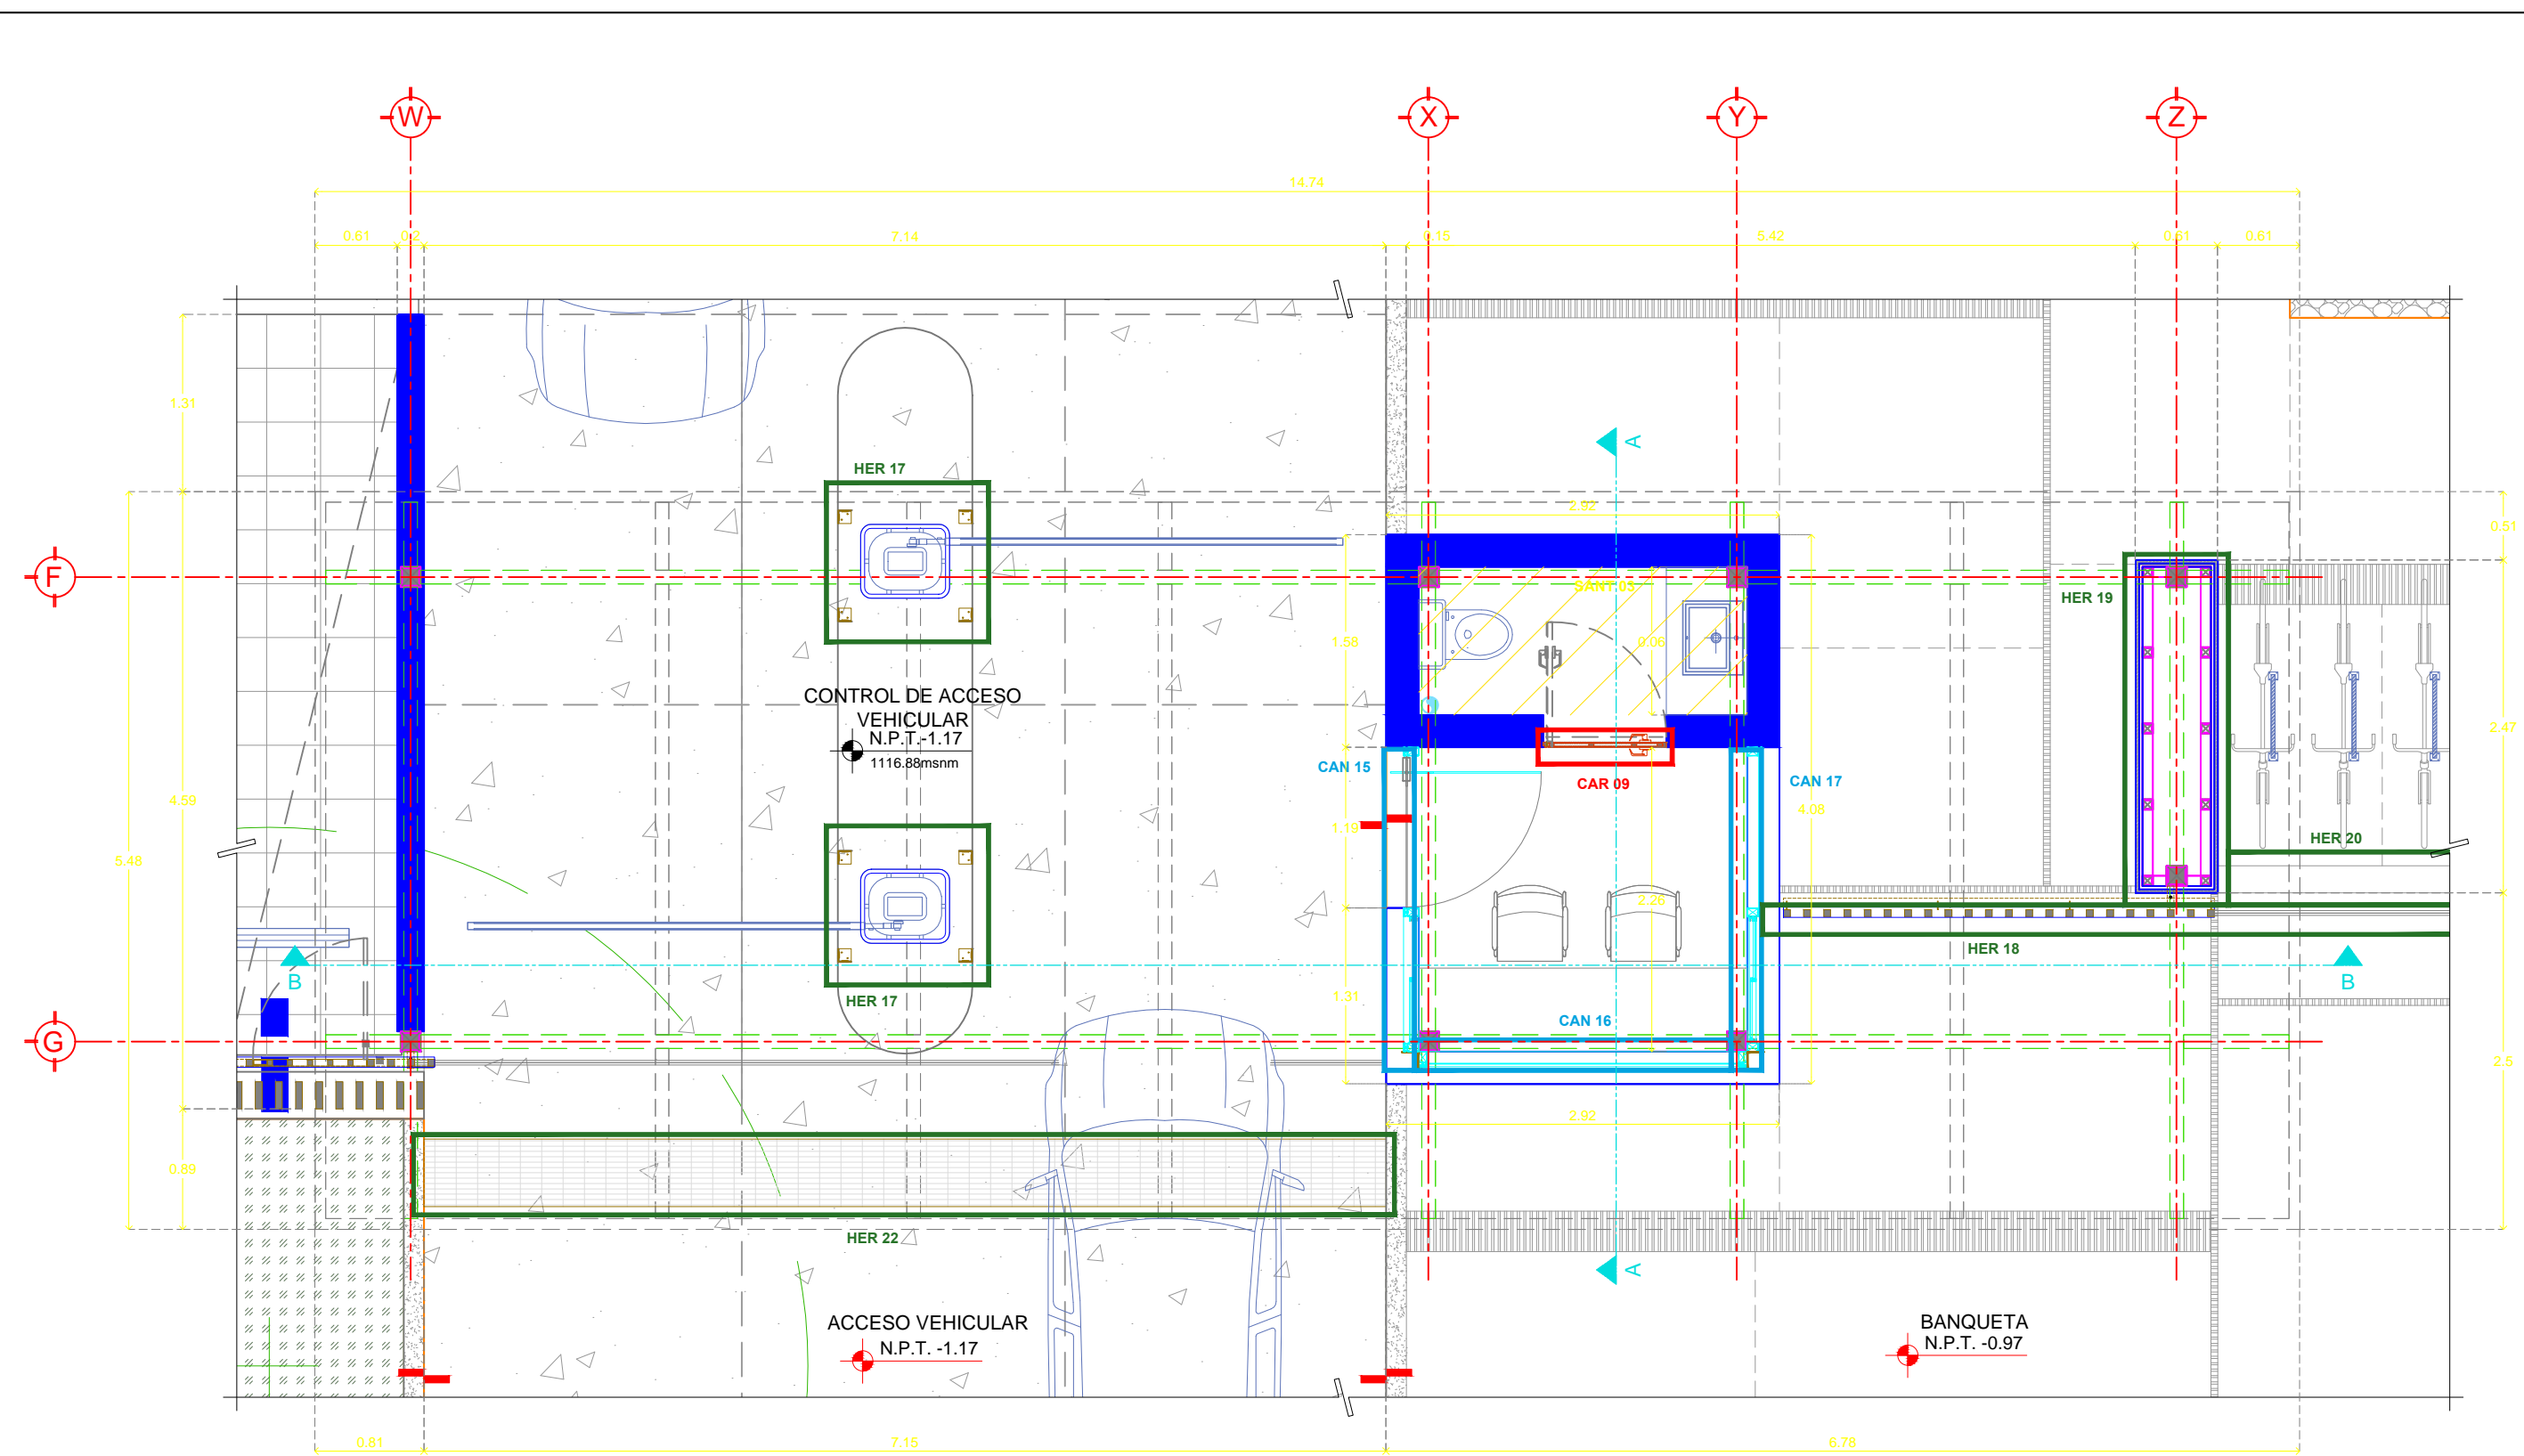 W
X
Y
Z
14.74
0.61
0.2
7.14
0.15
5.42
0.61
0.61
1.31
A
HER 17
5.48
2.92
0.51
F
SANT.03
HER 19
1.58
0.06
CONTROL DE ACCESO
VEHICULAR
N.P.T.-1.17
1116.88msnm
2.47
CAN 15
CAR 09
CAN 17
4.59
4.08
1.19
HER 20
2.26
HER 18
B
B
HER 17
1.31
CAN 16
G
2.5
2.92
0.89
HER 22
A
ACCESO VEHICULAR
N.P.T. -1.17
BANQUETA
N.P.T. -0.97
0.81
7.15
6.78